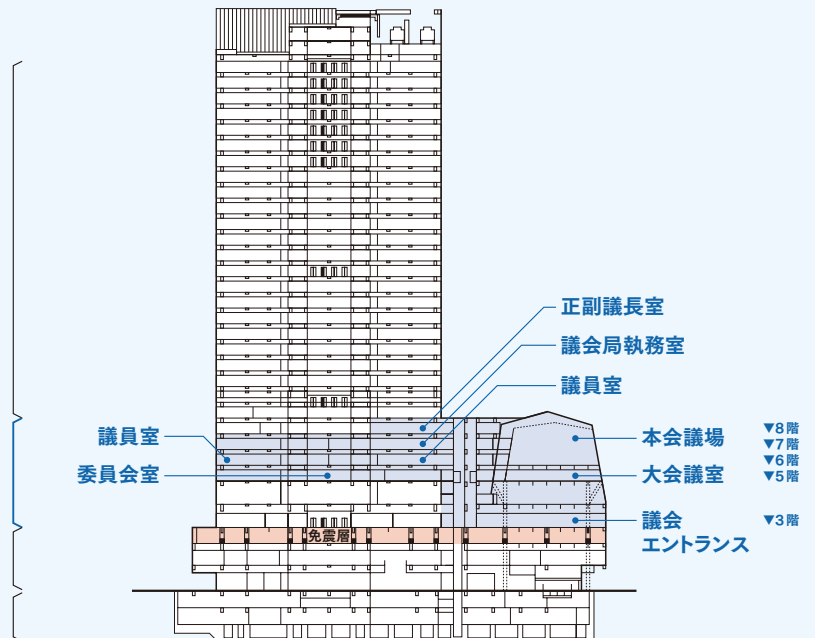 正副議長室
議会局執務室
議員室
議員室
委員会室
本会議場
大会議室
議会
エントランス
▼8階
▼7階
▼6階
▼5階
▼3階
免震層